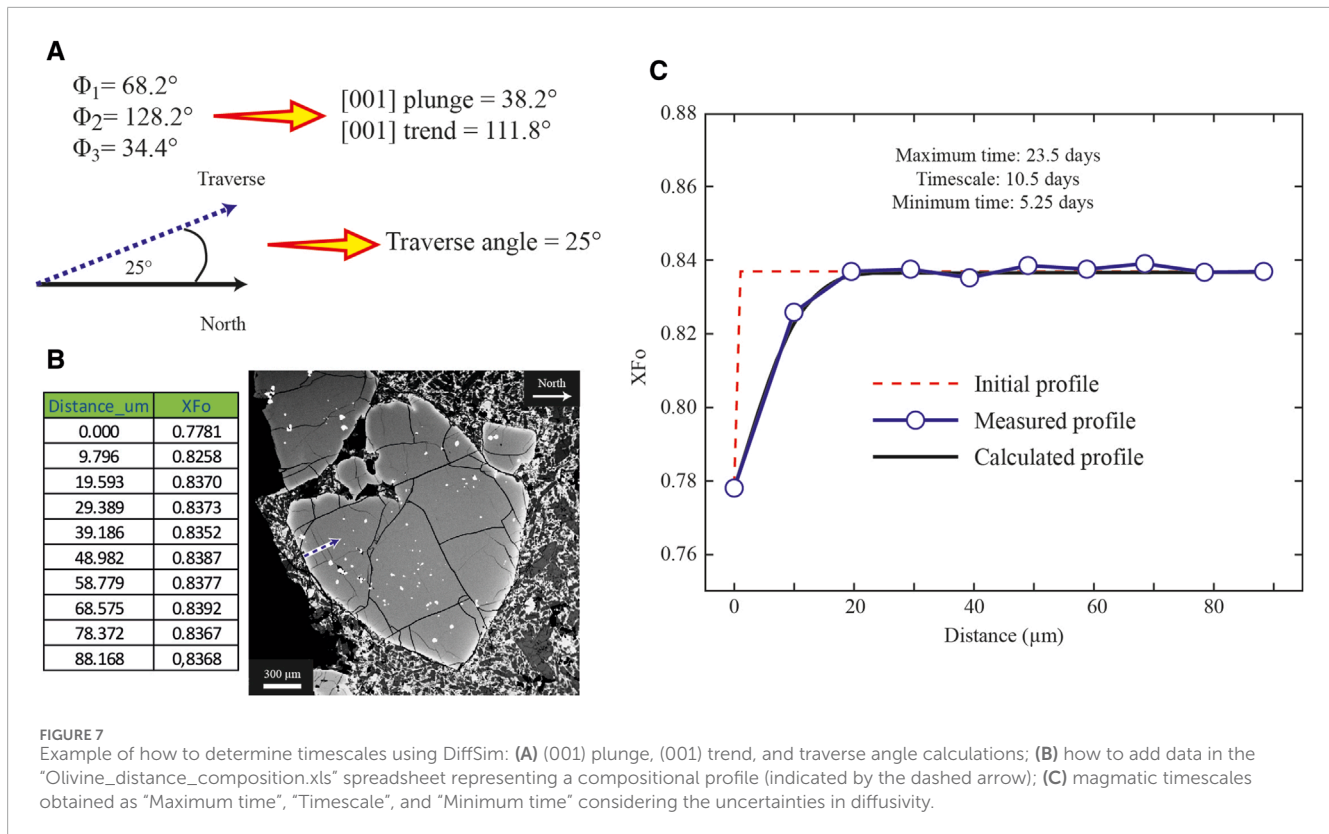 A
Φ1= 68.2°
Φ2= 128.2°
Φ3= 34.4°
[001] plunge = 38.2°
[001] trend = 111.8°
Traverse
25°
North
Traverse angle = 25°
B
Distance_um XFo
0.000 0.7781
9.796 0.8258
19.593 0.8370
29.389 0.8373
39.186 0.8352
48.982 0.8387
58.779 0.8377
68.575 0.8392
78.372 0.8367
88.168 0,8368
North
300 µm
C
Maximum time: 23.5 days
Timescale: 10.5 days
Minimum time: 5.25 days
0.88
0.86
0.84
0.82
0.80
0.78
0.76
XFo
Initial profile
Measured profile
Calculated profile
0 20 40 60 80
Distance (µm)
FIGURE 7
Example of how to determine timescales using DiffSim: (A) (001) plunge, (001) trend, and traverse angle calculations; (B) how to add data in the
"Olivine_distance_composition.xls" spreadsheet representing a compositional profile (indicated by the dashed arrow); (C) magmatic timescales
obtained as "Maximum time", "Timescale", and "Minimum time" considering the uncertainties in diffusivity.